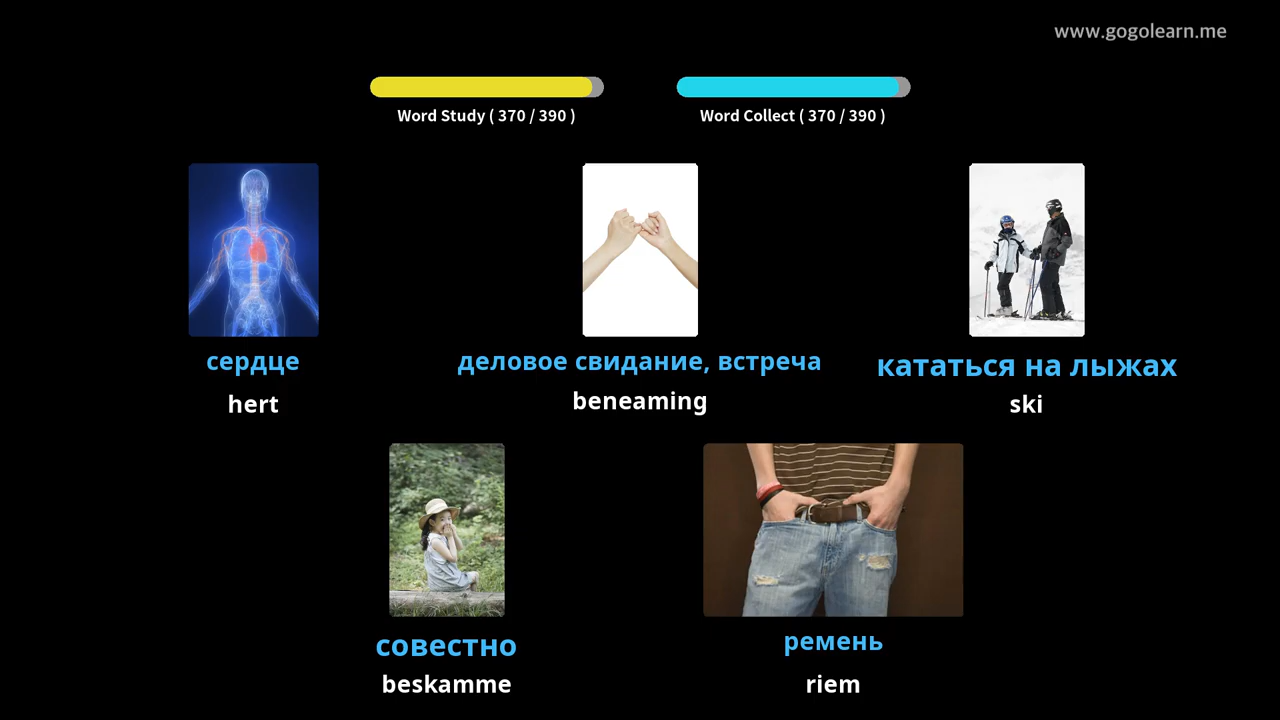 www.gogolearn.me
Word Study ( 370 / 390 )
Word Collect ( 370 / 390 )
сердце
hert
деловое свидание, встреча
beneaming
кататься на лыжах
ski
совестно
beskamme
ремень
riem